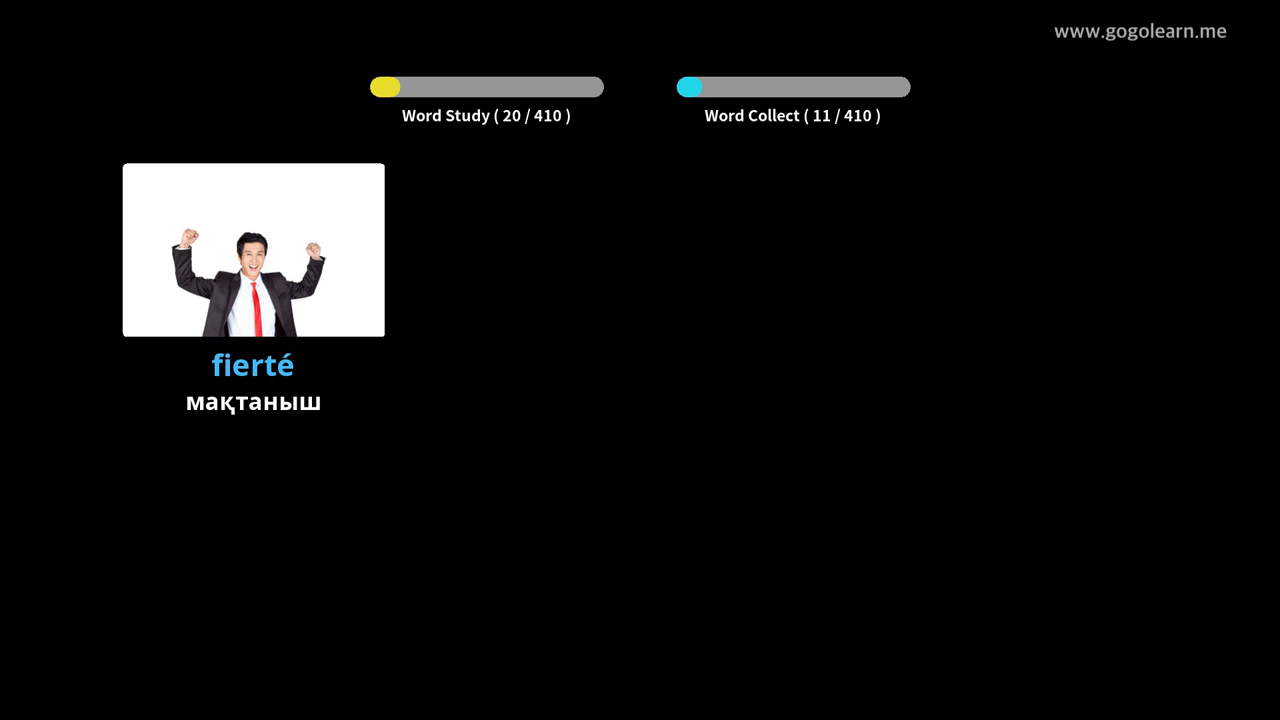 www.gogolearn.me
Word Study ( 20 / 410 )
Word Collect ( 11 / 410 )
fierté
мақтаныш